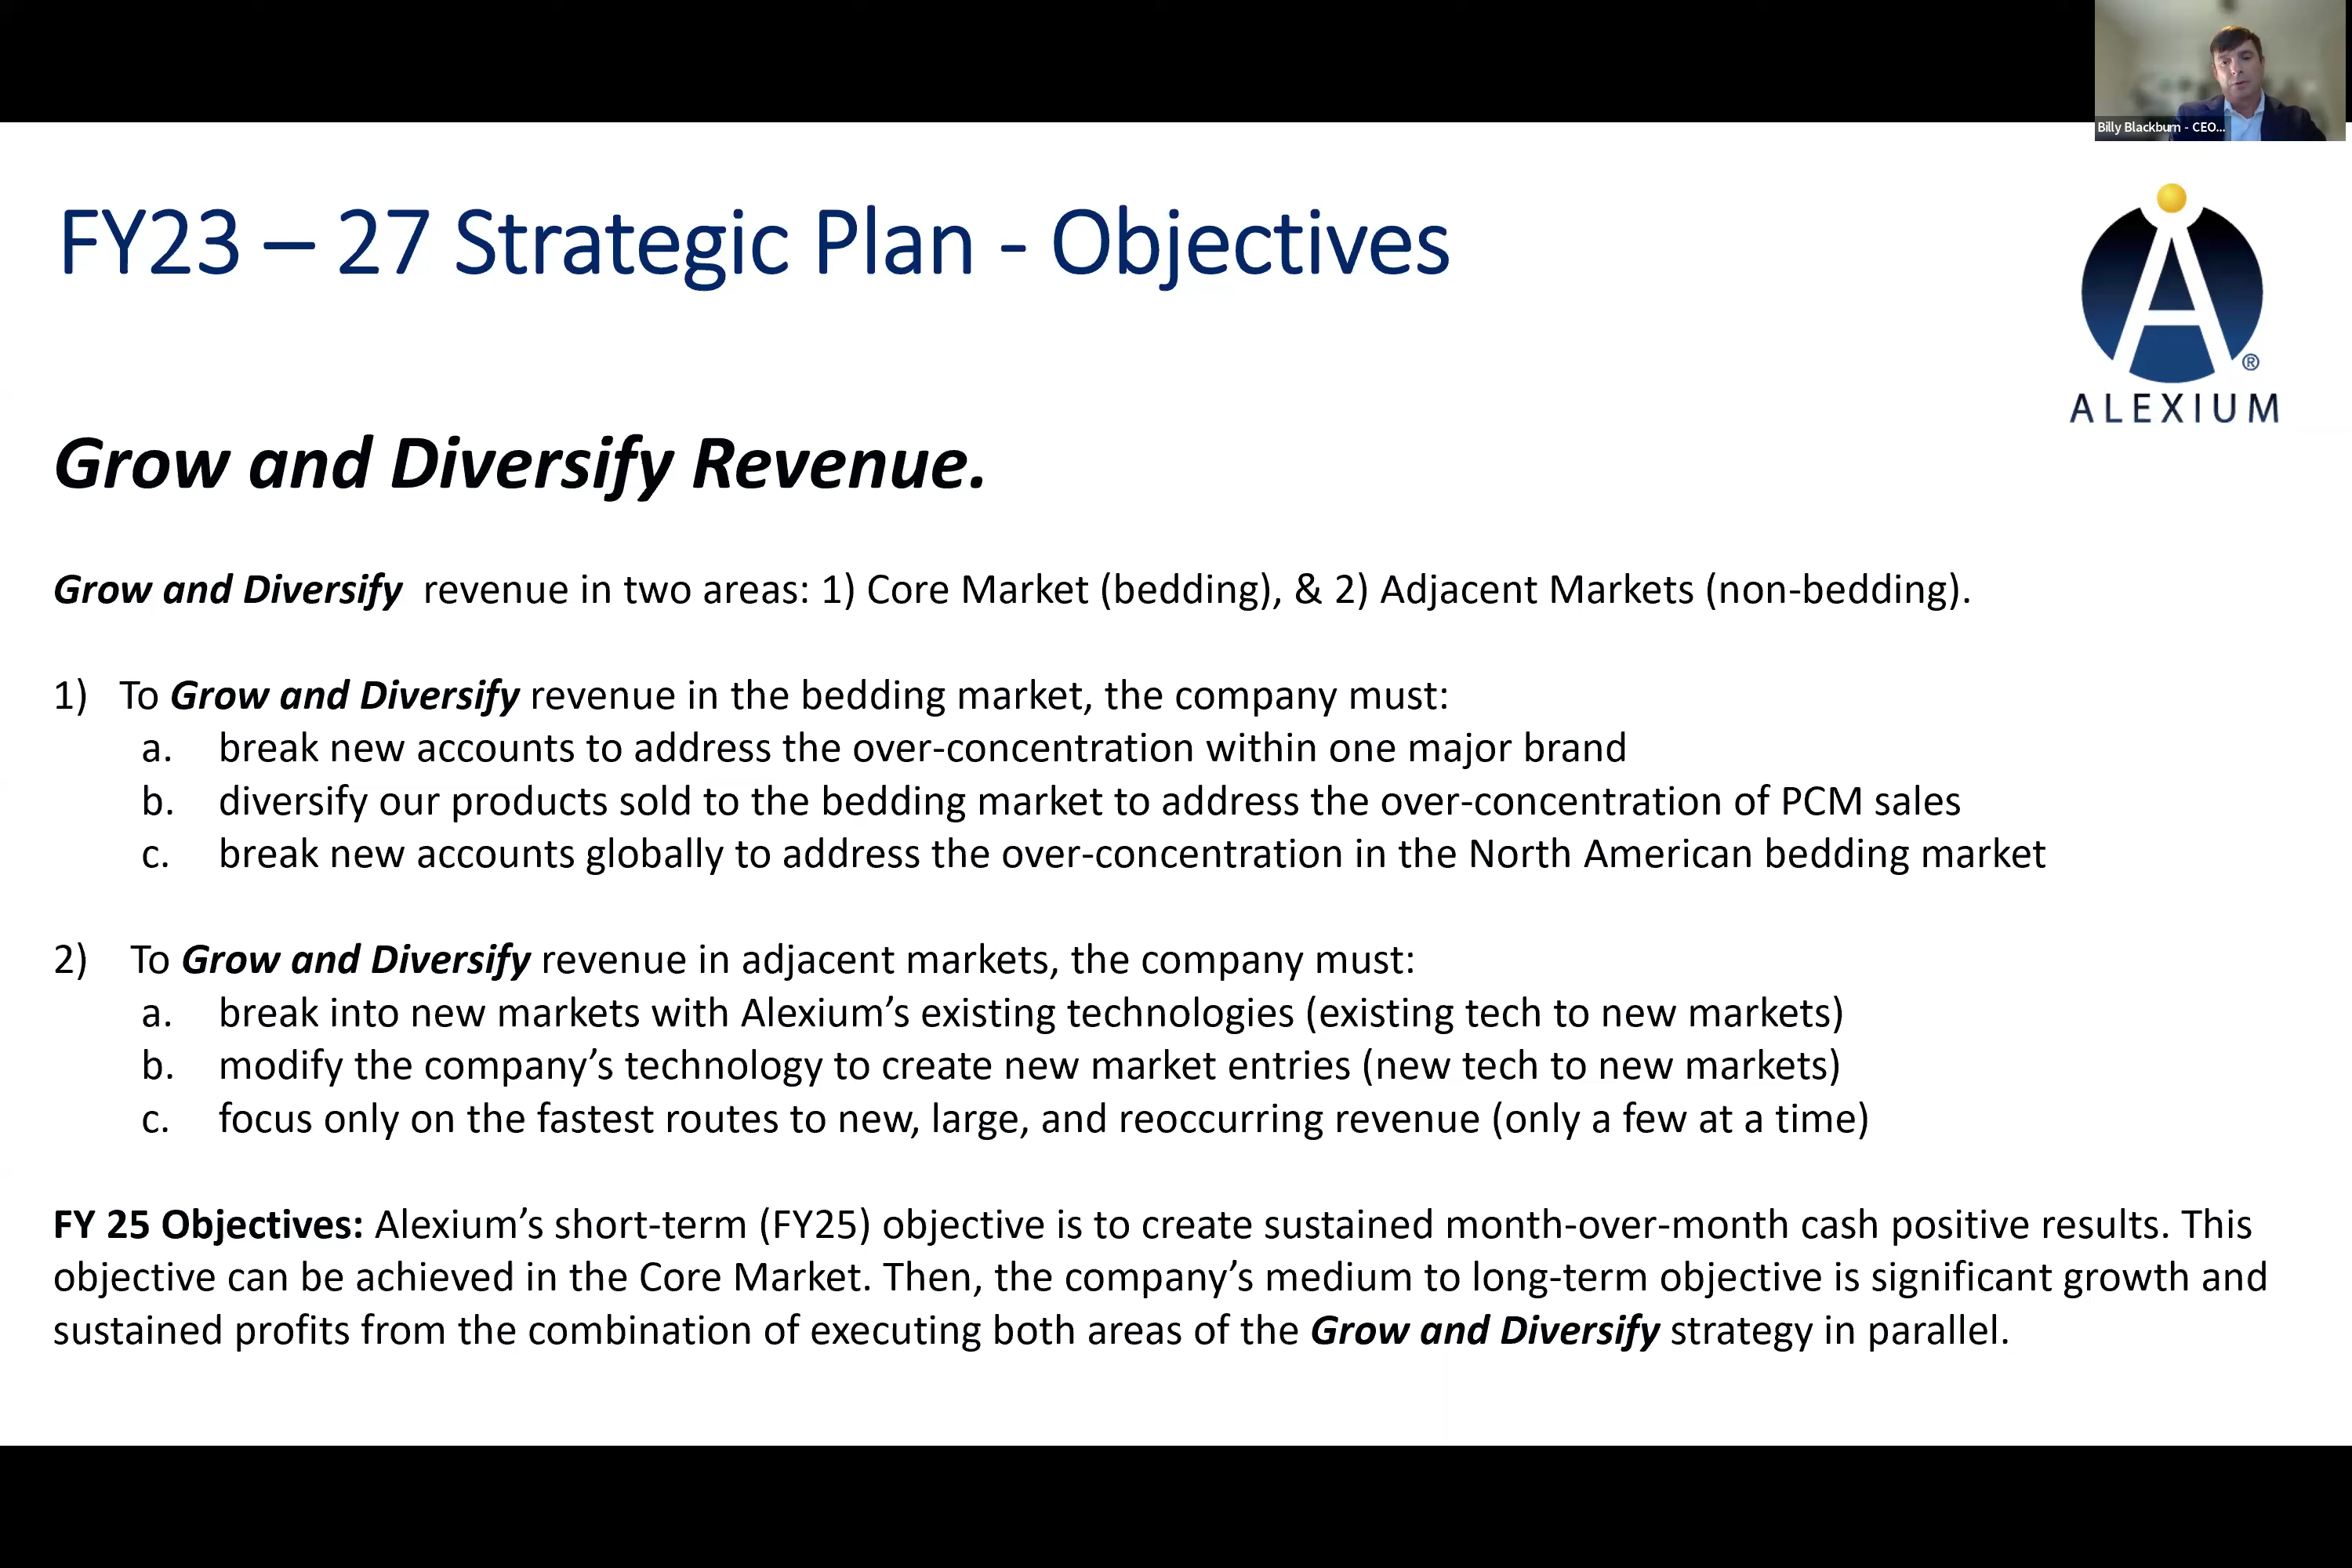 Billy Blackburn - CEO...
FY23 – 27 Strategic Plan - Objectives
®
ALEXIUM
Grow and Diversify Revenue.
Grow and Diversify revenue in two areas: 1) Core Market (bedding), & 2) Adjacent Markets (non-bedding).
1) To Grow and Diversify revenue in the bedding market, the company must:
a. break new accounts to address the over-concentration within one major brand
b. diversify our products sold to the bedding market to address the over-concentration of PCM sales
c. break new accounts globally to address the over-concentration in the North American bedding market
2) To Grow and Diversify revenue in adjacent markets, the company must:
a. break into new markets with Alexium’s existing technologies (existing tech to new markets)
b. modify the company’s technology to create new market entries (new tech to new markets)
c. focus only on the fastest routes to new, large, and reoccurring revenue (only a few at a time)
FY 25 Objectives: Alexium’s short-term (FY25) objective is to create sustained month-over-month cash positive results. This
objective can be achieved in the Core Market. Then, the company’s medium to long-term objective is significant growth and
sustained profits from the combination of executing both areas of the Grow and Diversify strategy in parallel.